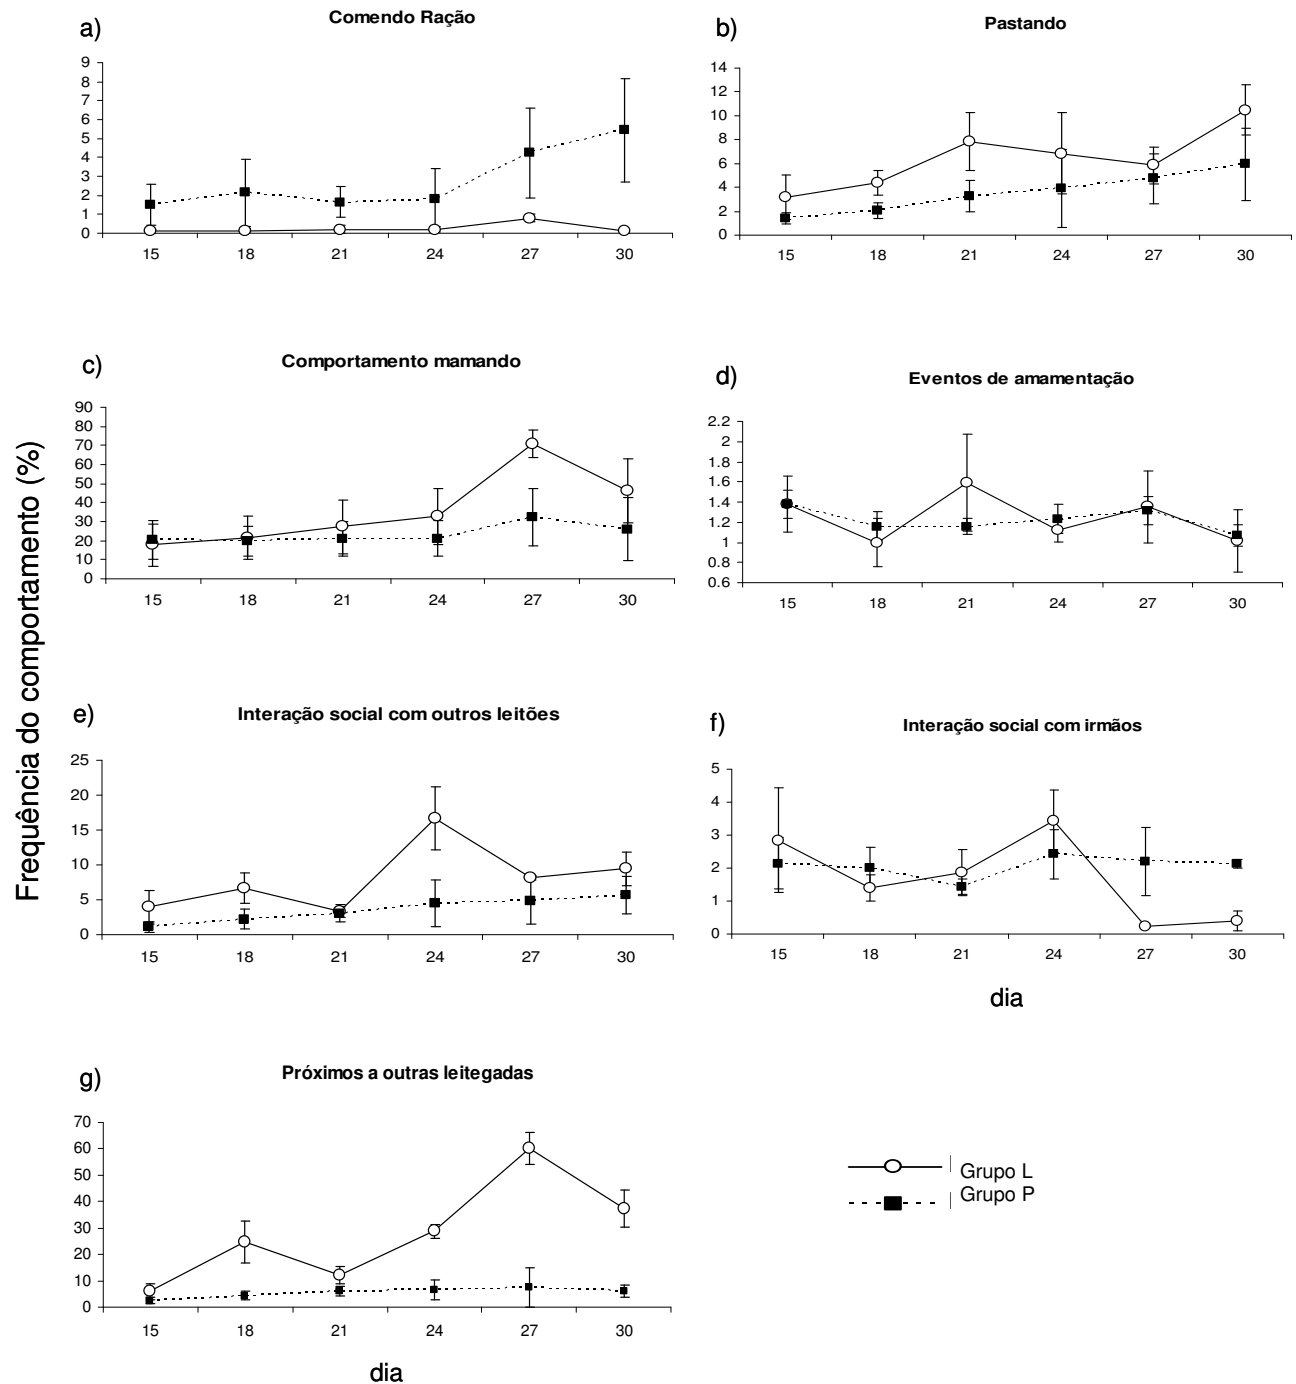 a)
Comendo Ração
9
8
7
6
5
4
3
2
1
0
15 18 21 24 27 30
b)
Pastando
14
12
10
8
6
4
2
0
15 18 21 24 27 30
Frequência do comportamento (%)
c)
Comportamento mamando
90
80
70
60
50
40
30
20
10
0
15 18 21 24 27 30
d)
Eventos de amamentação
2.2
2
1.8
1.6
1.4
1.2
1
0.8
0.6
15 18 21 24 27 30
e)
Interação social com outros leitões
25
20
15
10
5
0
15 18 21 24 27 30
f)
Interação social com irmãos
5
4
3
2
1
0
15 18 21 24 27 30
dia
g)
Próximos a outras leitegadas
70
60
50
40
30
20
10
0
15 18 21 24 27 30
dia
Grupo L
Grupo P